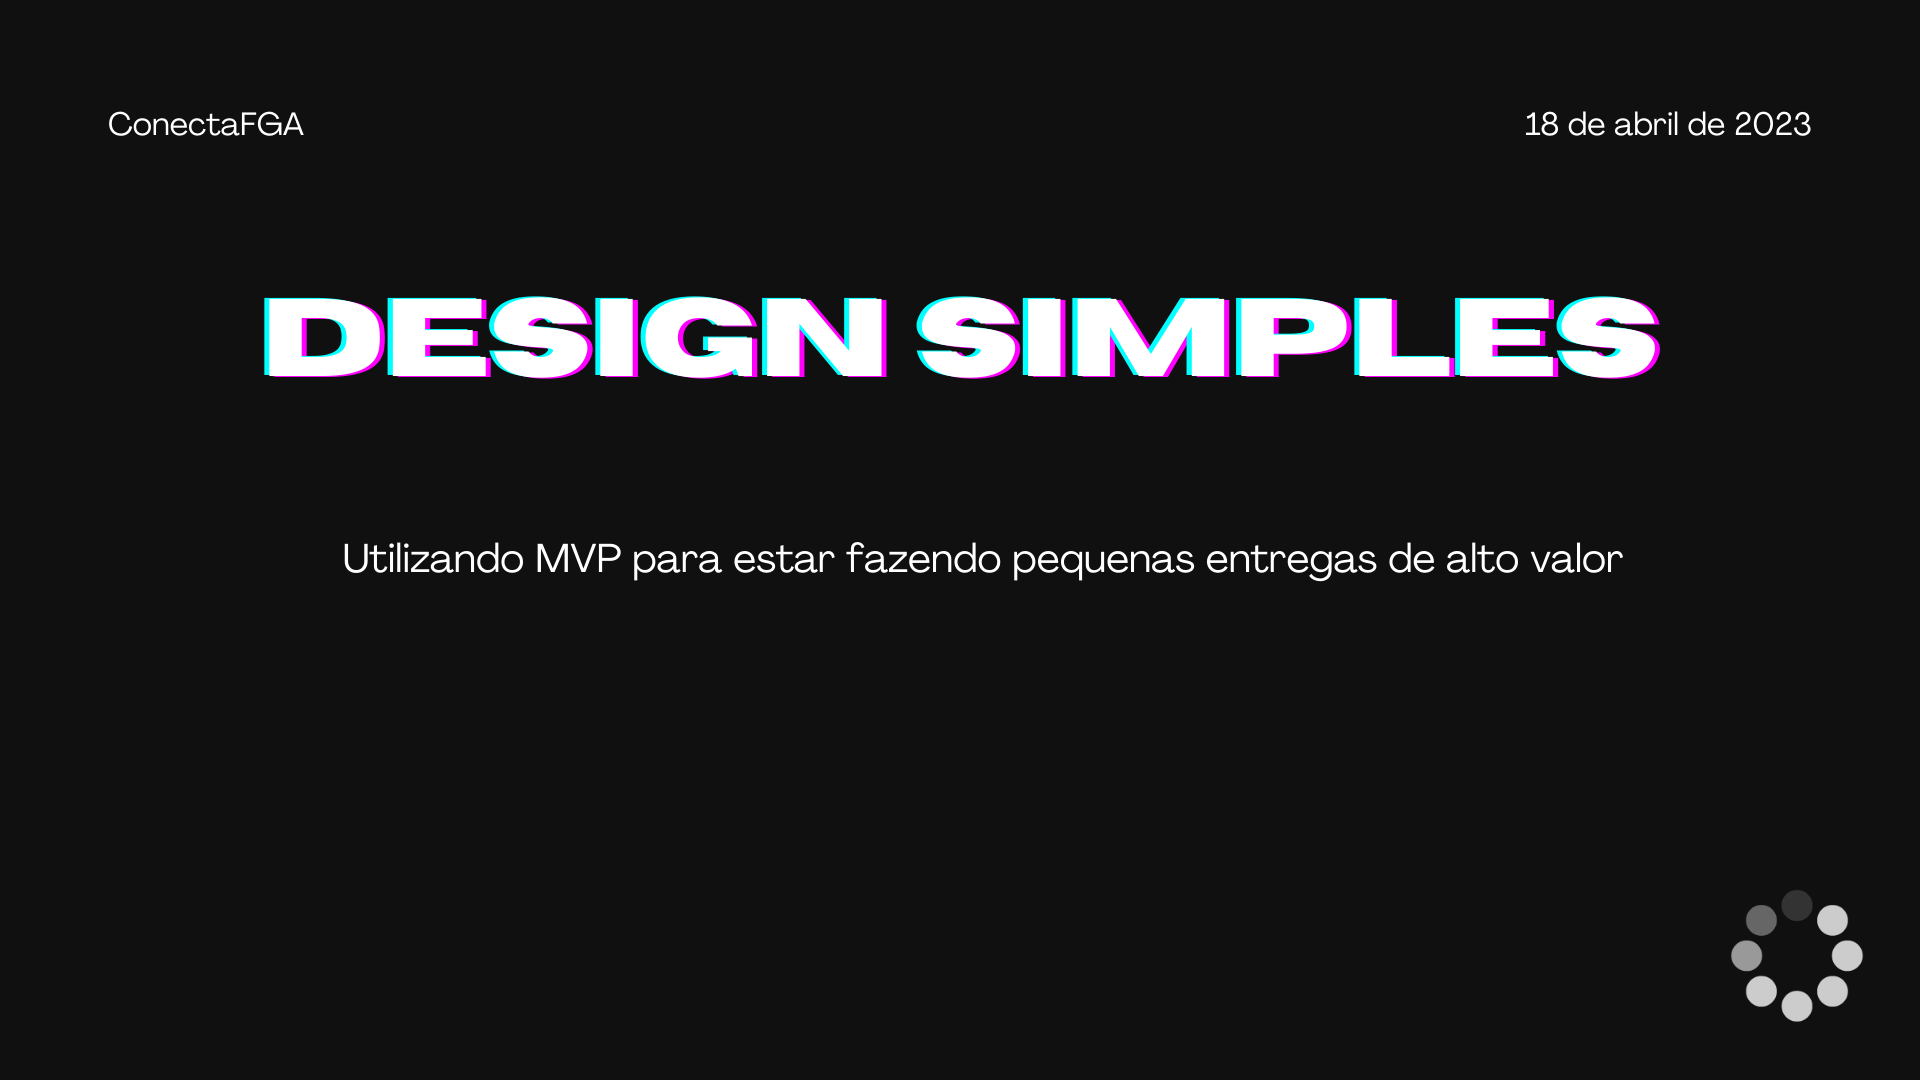 ConectaFGA
18 de abril de 2023
DESIGN SIMPLES
Utilizando MVP para estar fazendo pequenas entregas de alto valor